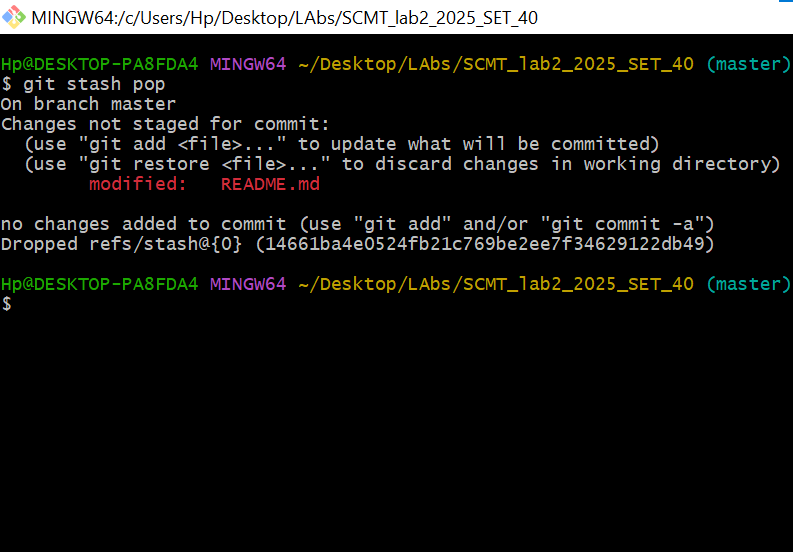 MINGW64:/c/Users/Hp/Desktop/LAbs/SCMT_lab2_2025_SET_40
Hp@DESKTOP-PA8FDA4 MINGW64 ~/Desktop/LAbs/SCMT_lab2_2025_SET_40 (master)
$ git stash pop
On branch master
Changes not staged for commit:
  (use "git add <file>..." to update what will be committed)
  (use "git restore <file>..." to discard changes in working directory)
        modified:   README.md

no changes added to commit (use "git add" and/or "git commit -a")
Dropped refs/stash@{0} (14661ba4e0524fb21c769be2ee7f34629122db49)

Hp@DESKTOP-PA8FDA4 MINGW64 ~/Desktop/LAbs/SCMT_lab2_2025_SET_40 (master)
$